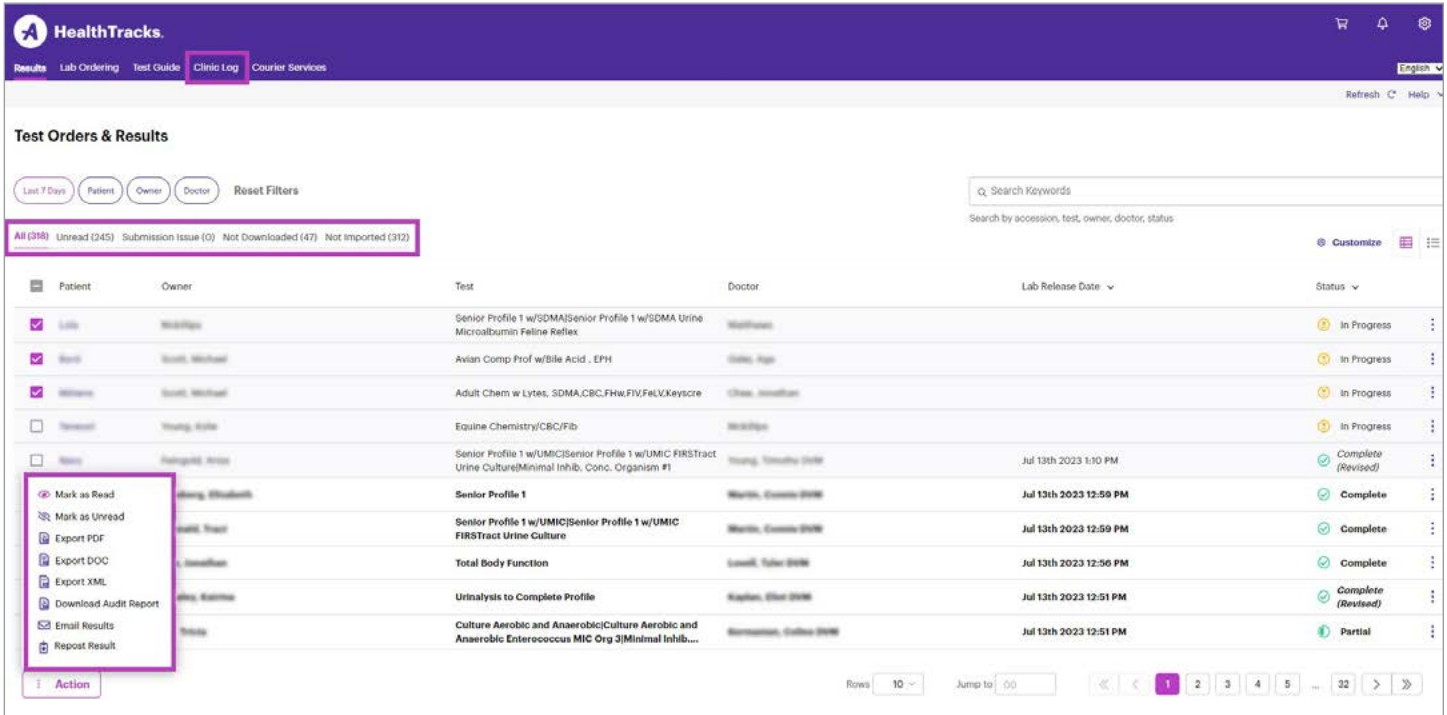 HealthTracks.
Results Lab Ordering Test Guide Clinic Log Courier Services
English
Refresh Help
Test Orders & Results
Last 7 Days Patient Owner Doctor Reset Filters
Search Keywords
Search by accession, test, owner, doctor, status
All (318) Unread (245) Submission Issue (0) Not Downloaded (47) Not Imported (312)
Customize
Patient Owner Test Doctor Lab Release Date Status
Senior Profile 1 w/SDMA|Senior Profile 1 w/SDMA Urine
Microalbumin Feline Reflex
In Progress
Avian Comp Prof w/Bile Acid , EPH
In Progress
Adult Chem w Lytes, SDMA,CBC,FHw,FIV,FeLV,Keyscre
In Progress
Equine Chemistry/CBC/Fib
In Progress
Senior Profile 1 w/UMIC|Senior Profile 1 w/UMIC FIRSTract
Urine Culture|Minimal Inhib. Conc. Organism #1
Jul 13th 2023 1:10 PM
Complete
(Revised)
Mark as Read
Mark as Unread
Export PDF
Export DOC
Export XML
Download Audit Report
Email Results
Repost Result
Senior Profile 1
Jul 13th 2023 12:59 PM
Complete
Senior Profile 1 w/UMIC|Senior Profile 1 w/UMIC
FIRSTract Urine Culture
Jul 13th 2023 12:59 PM
Complete
Total Body Function
Jul 13th 2023 12:56 PM
Complete
Urinalysis to Complete Profile
Jul 13th 2023 12:51 PM
Complete
(Revised)
Culture Aerobic and Anaerobic|Culture Aerobic and
Anaerobic Enterococcus MIC Org 3|Minimal Inhib....
Jul 13th 2023 12:51 PM
Partial
Action
Rows 10 Jump to 00 1 2 3 4 5 ... 32